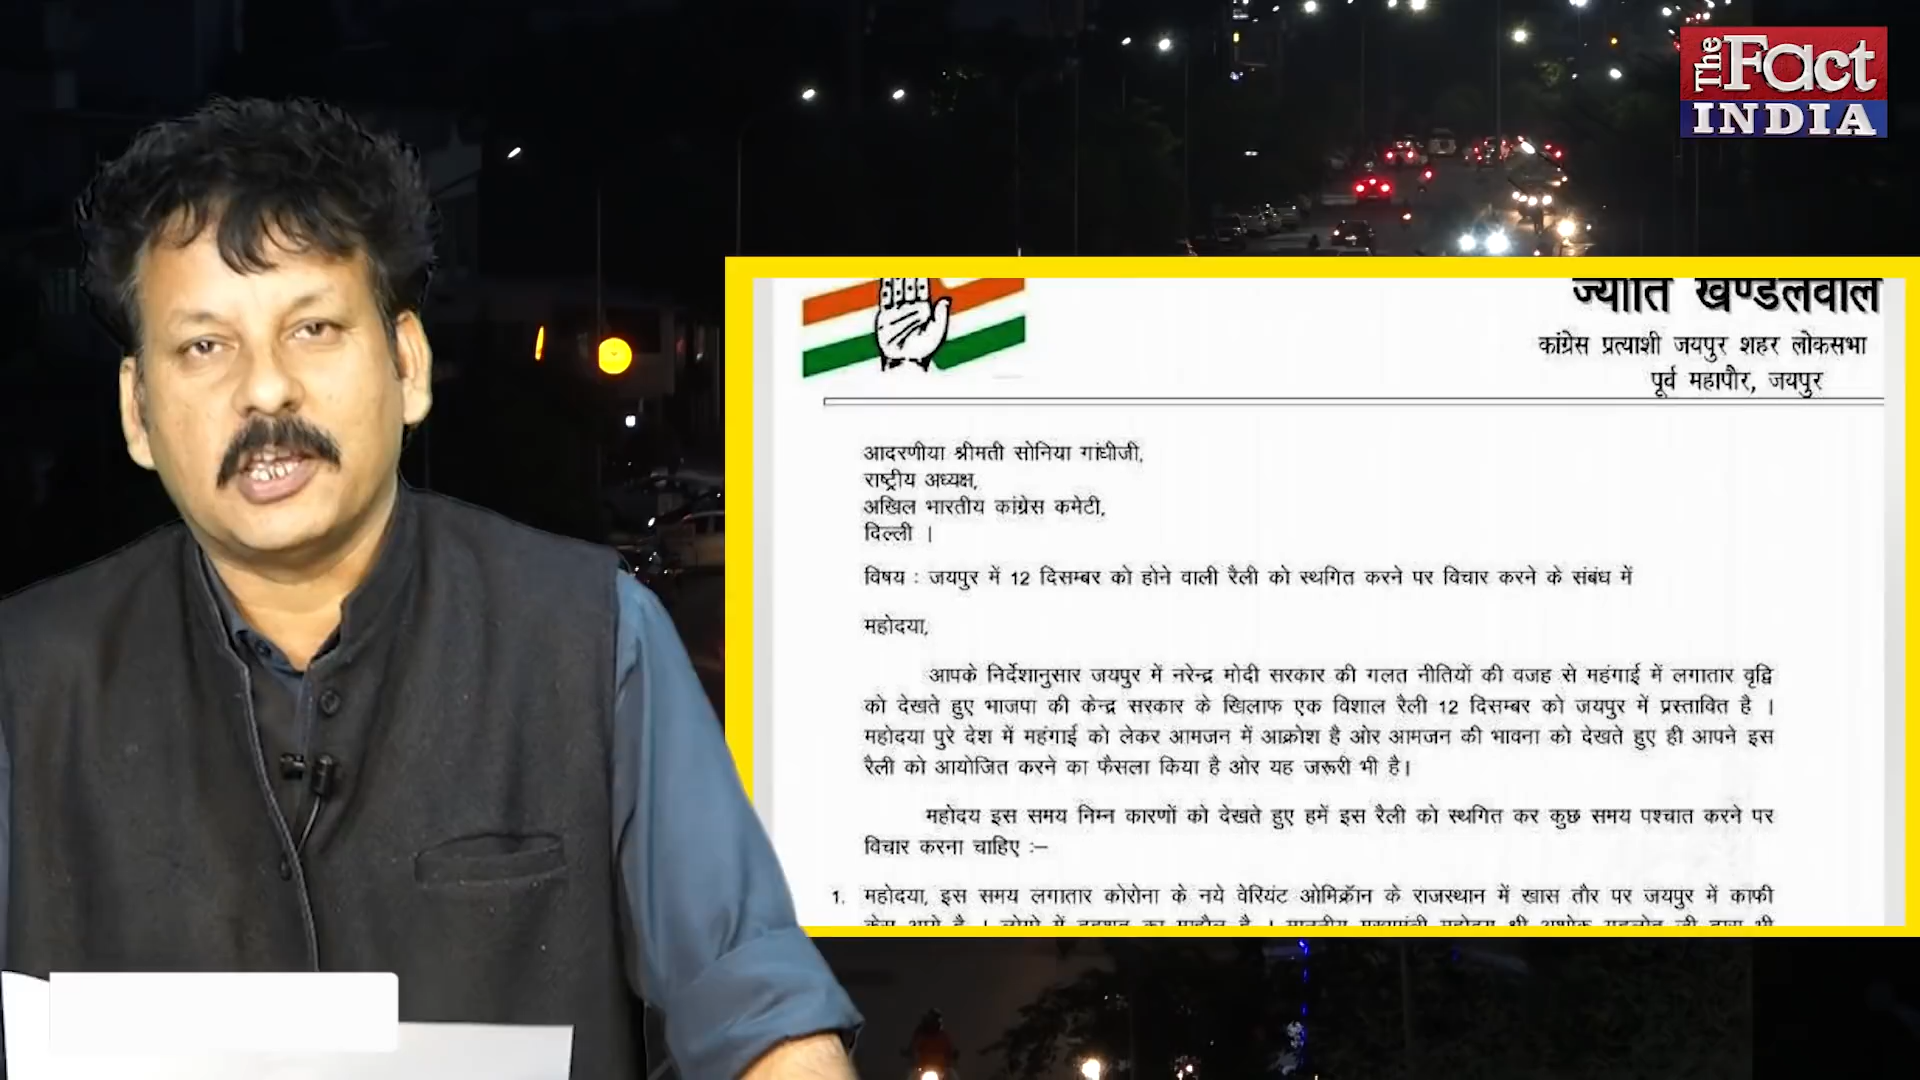 The Fact
INDIA
ज्योति खण्डेलवाल
कांग्रेस प्रत्याशी जयपुर शहर लोकसभा
पूर्व महापौर, जयपुर
आदरणीया श्रीमती सोनिया गांधीजी,
राष्ट्रीय अध्यक्ष,
अखिल भारतीय कांग्रेस कमेटी,
दिल्ली ।
विषय : जयपुर में 12 दिसम्बर को होने वाली रैली को स्थगित करने पर विचार करने के संबंध में
महोदया,
आपके निर्देशानुसार जयपुर में नरेन्द्र मोदी सरकार की गलत नीतियों की वजह से महंगाई में लगातार वृद्वि
को देखते हुए भाजपा की केन्द्र सरकार के खिलाफ एक विशाल रैली 12 दिसम्बर को जयपुर में प्रस्तावित है ।
महोदया पुरे देश में महंगाई को लेकर आमजन में आक्रोश है ओर आमजन की भावना को देखते हुए ही आपने इस
रैली को आयोजित करने का फैसला किया है ओर यह जरूरी भी है।
महोदय इस समय निम्न कारणों को देखते हुए हमें इस रैली को स्थगित कर कुछ समय पश्चात करने पर
विचार करना चाहिए :–
1. महोदया, इस समय लगातार कोरोना के नये वेरियंट ओमिक्रॅान के राजस्थान में खास तौर पर जयपुर में काफी